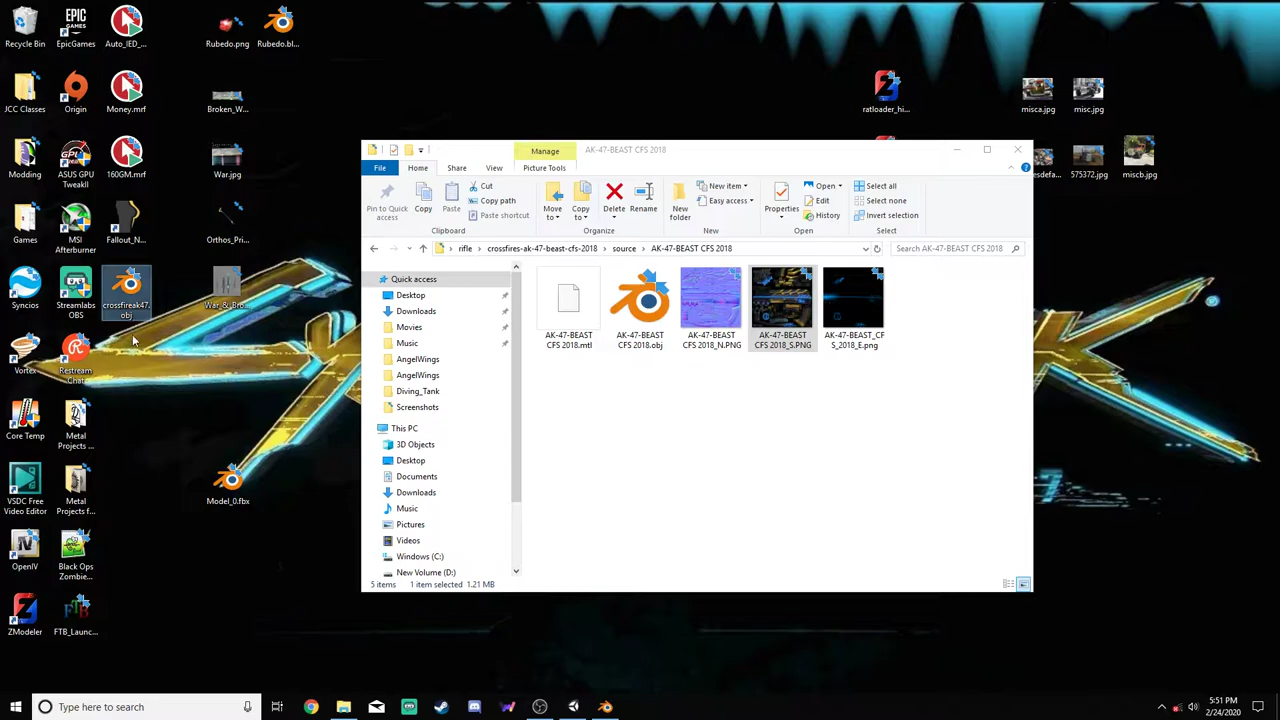 Recycle Bin
EpicGames
Auto_IED_...
Rubedo.png
Rubedo.bl...
JCC Classes
Origin
Money.mrf
Broken_W...
Modding
ASUS GPU
TweakII
160GM.mrf
War.jpg
Games
MSI
Afterburner
Fallout_N...
Orthos_Pri...
Syncios
Streamlabs
OBS
crossfireak47.
obj
War_&_Bro...
Vortex
Restream
Chat
Core Temp
Metal
Projects ...
VSDC Free
Video Editor
Metal
Projects f...
Model_0.fbx
OpenIV
Black Ops
Zombie...
ZModeler
FTB_Launc...
ratloader_hi...
misca.jpg
misc.jpg
esdefa...
575372.jpg
miscb.jpg
Manage
AK-47-BEAST CFS 2018
File
Home
Share
View
Picture Tools
Pin to Quick
access
Copy
Paste
Cut
Copy path
Paste shortcut
Clipboard
Move
to
Copy
to
Delete
Rename
Organize
New
folder
New item
Easy access
New
Properties
Open
Edit
History
Open
Select all
Select none
Invert selection
Select
rifle
crossfires-ak-47-beast-cfs-2018
source
AK-47-BEAST CFS 2018
Search AK-47-BEAST CFS 2018
Quick access
Desktop
Downloads
Movies
Music
AngelWings
AngelWings
Diving_Tank
Screenshots
This PC
3D Objects
Desktop
Documents
Downloads
Music
Pictures
Videos
Windows (C:)
New Volume (D:)
AK-47-BEAST
CFS 2018.mtl
AK-47-BEAST
CFS 2018.obj
AK-47-BEAST
CFS 2018_N.PNG
AK-47-BEAST
CFS 2018_S.PNG
AK-47-BEAST_CF
S_2018_E.png
5 items
1 item selected 1.21 MB
Type here to search
5:51 PM
2/24/2020